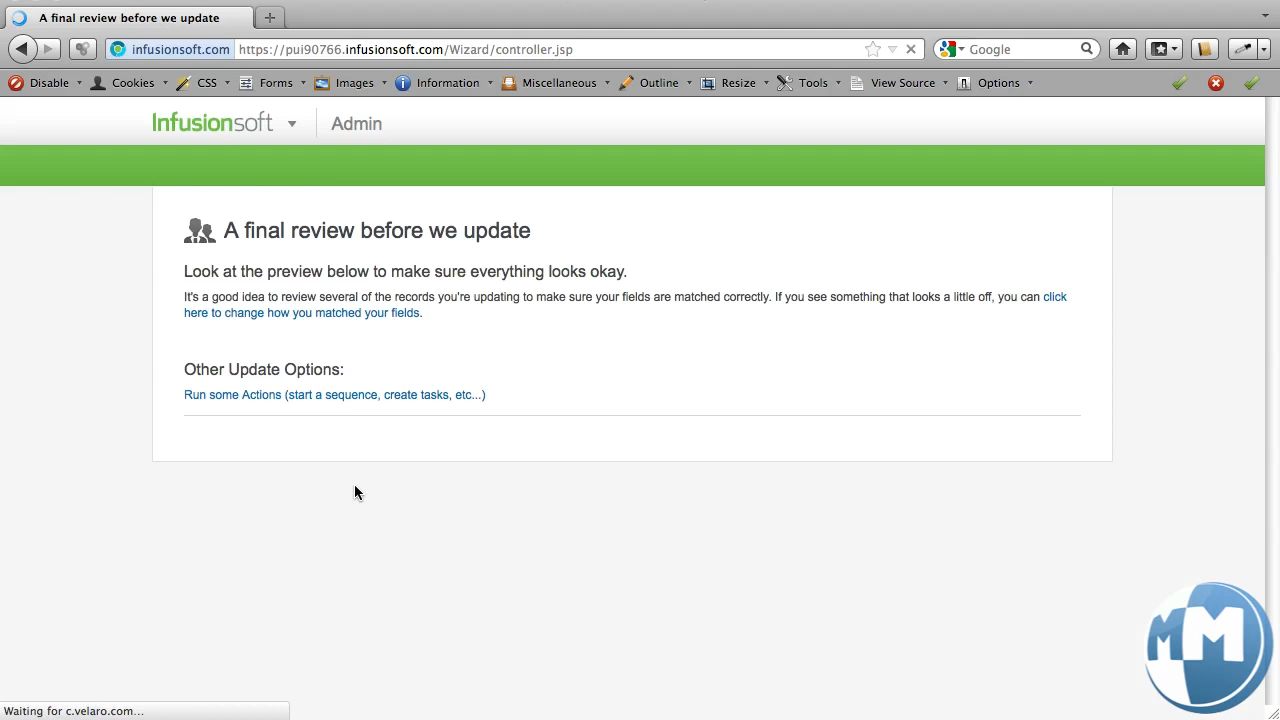 A final review before we update
infusionsoft.com https://pui90766.infusionsoft.com/Wizard/controller.jsp Google
Disable Cookies CSS Forms Images Information Miscellaneous Outline Resize Tools View Source Options
Infusionsoft Admin
A final review before we update
Look at the preview below to make sure everything looks okay.
It's a good idea to review several of the records you're updating to make sure your fields are matched correctly. If you see something that looks a little off, you can click
here to change how you matched your fields.
Other Update Options:
Run some Actions (start a sequence, create tasks, etc...)
MM
Waiting for c.velaro.com...